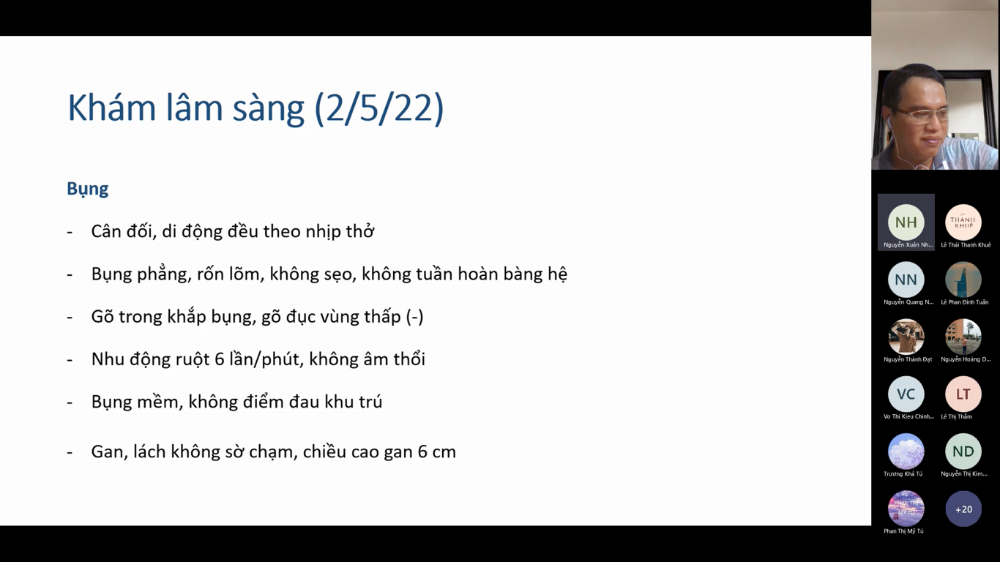 Khám lâm sàng (2/5/22)
Bụng
- Cân đối, di động đều theo nhịp thở
- Bụng phẳng, rốn lõm, không sẹo, không tuần hoàn bàng hệ
- Gõ trong khắp bụng, gõ đục vùng thấp (-)
- Nhu động ruột 6 lần/phút, không âm thổi
- Bụng mềm, không điểm đau khu trú
- Gan, lách không sờ chạm, chiều cao gan 6 cm
NH
THANH
KHUÊ
Nguyễn Xuân Nh...
Lê Thái Thanh Khuê
NN
Nguyễn Quang N...
Lê Phan Đình Tuấn
Nguyễn Thành Đạt
Nguyễn Hoàng D...
VC
LT
Vo Thi Kieu Chinh...
Lê Thị Thắm
ND
Trương Khả Tú
Nguyễn Thị Kim...
PHAN THỊ
MỸ TÚ
+20
Phan Thị Mỹ Tú